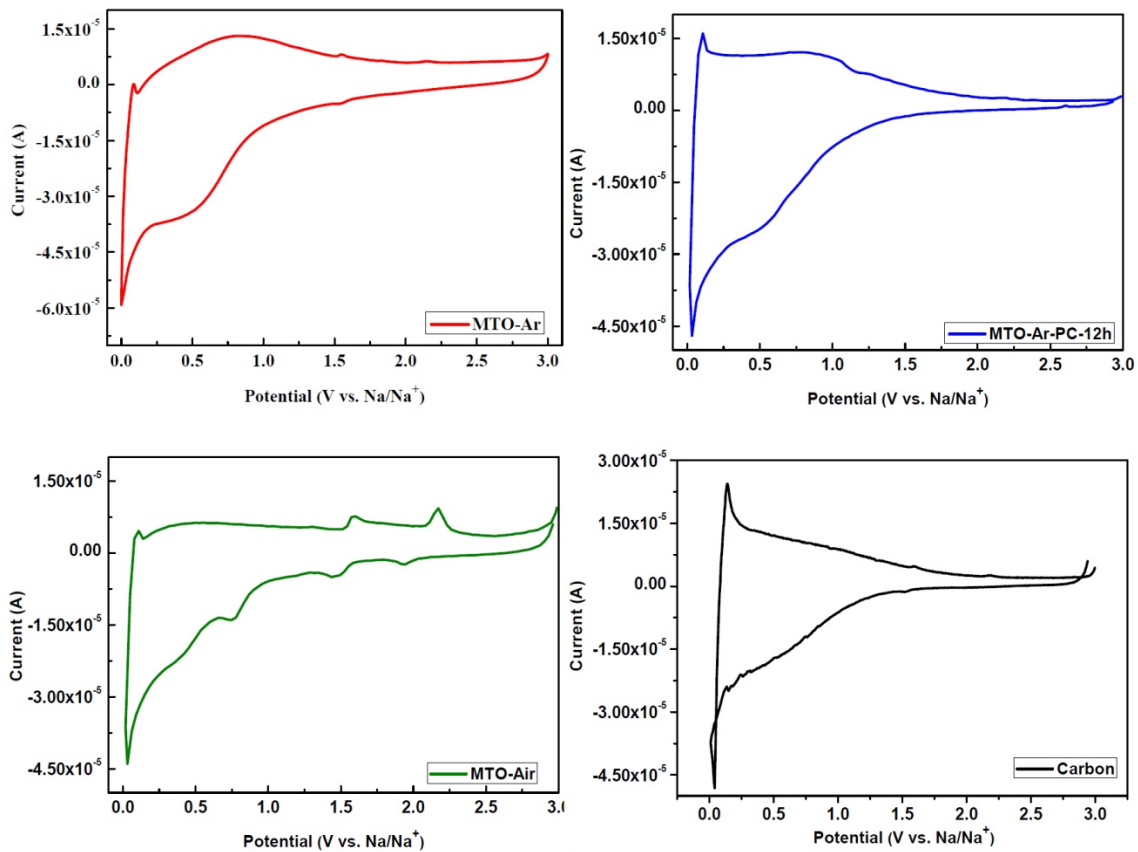 1.5x10⁻⁵
0.0
-1.5x10⁻⁵
-3.0x10⁻⁵
-4.5x10⁻⁵
-6.0x10⁻⁵
Current (A)
MTO-Ar
0.0 0.5 1.0 1.5 2.0 2.5 3.0
Potential (V vs. Na/Na⁺)
1.50x10⁻⁵
0.00
-1.50x10⁻⁵
-3.00x10⁻⁵
-4.50x10⁻⁵
Current (A)
MTO-Ar-PC-12h
0.0 0.5 1.0 1.5 2.0 2.5 3.0
Potential (V vs. Na/Na⁺)
1.50x10⁻⁵
0.00
-1.50x10⁻⁵
-3.00x10⁻⁵
-4.50x10⁻⁵
Current (A)
MTO-Air
0.0 0.5 1.0 1.5 2.0 2.5 3.0
Potential (V vs. Na/Na⁺)
3.00x10⁻⁵
1.50x10⁻⁵
0.00
-1.50x10⁻⁵
-3.00x10⁻⁵
-4.50x10⁻⁵
Current (A)
Carbon
0.0 0.5 1.0 1.5 2.0 2.5 3.0
Potential (V vs. Na/Na⁺)